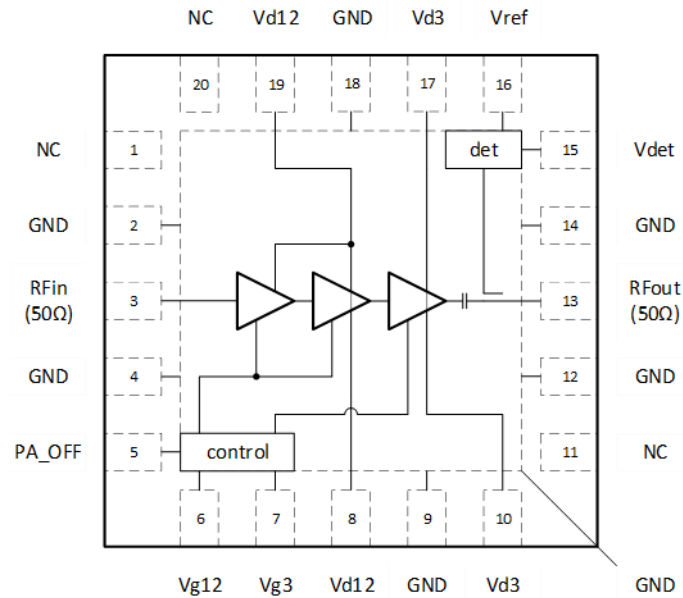 NC Vd12 GND Vd3 Vref
20 19 18 17 16
NC 1 det 15 Vdet
GND 2 14 GND
RFin
(50Ω) 3 13 RFout
(50Ω)
GND 4 12 GND
PA_OFF 5 control 11 NC
6 7 8 9 10
Vg12 Vg3 Vd12 GND Vd3 GND